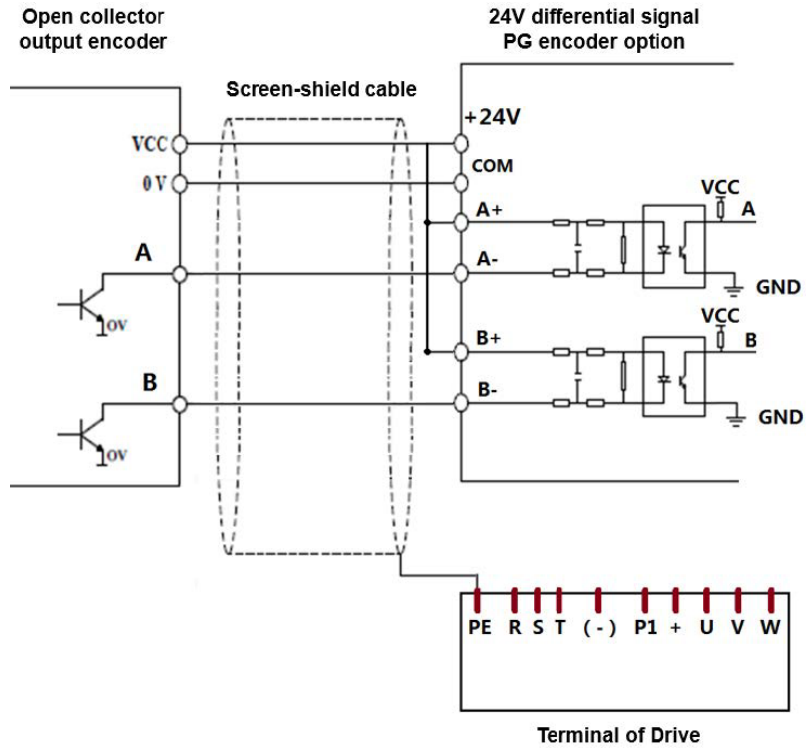 Open collector
output encoder
24V differential signal
PG encoder option
Screen-shield cable
+24V
VCC
COM
0 V
VCC
A+
A
A
A-
GND
0V
VCC
B+
B
B
B-
GND
0V
PE R S T (-) P1 + U V W
Terminal of Drive